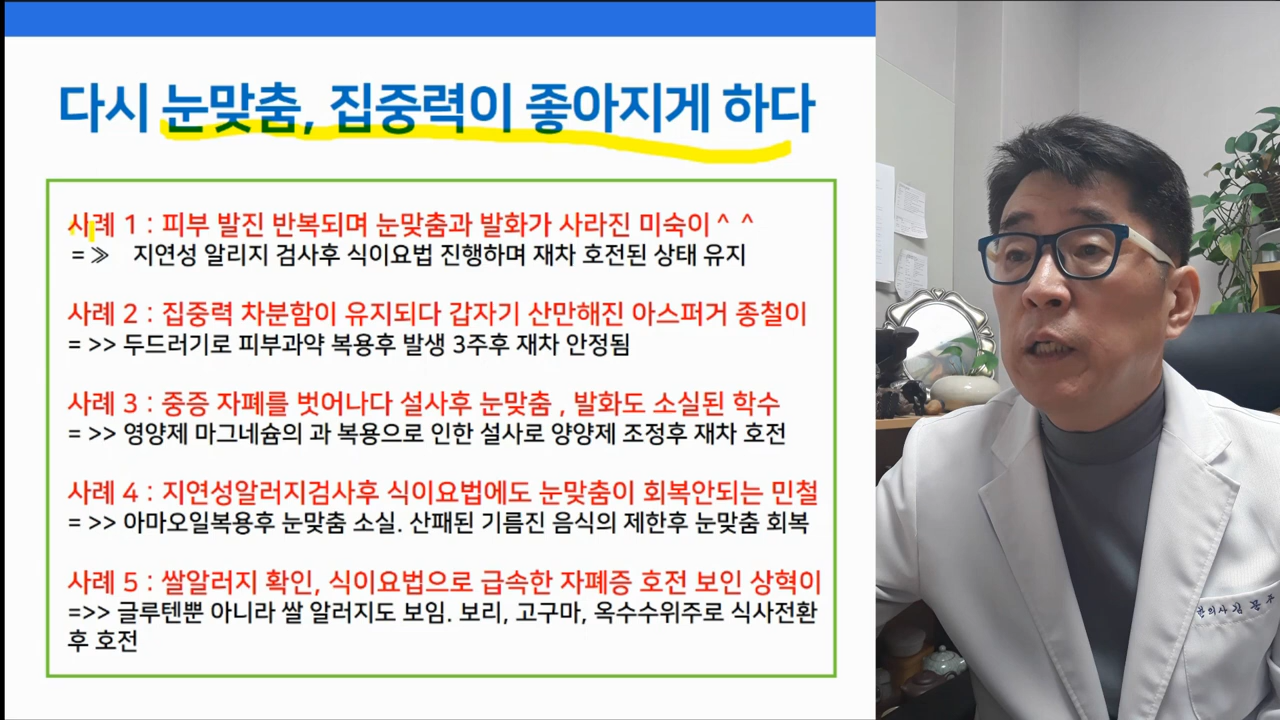 다시 눈맞춤, 집중력이 좋아지게 하다
사례 1 : 피부 발진 반복되며 눈맞춤과 발화가 사라진 미숙이 ^ ^
= ≫ 지연성 알리지 검사후 식이요법 진행하며 재차 호전된 상태 유지
사례 2 : 집중력 차분함이 유지되다 갑자기 산만해진 아스퍼거 종철이
= >> 두드러기로 피부과약 복용후 발생 3주후 재차 안정됨
사례 3 : 중증 자폐를 벗어나다 설사후 눈맞춤 , 발화도 소실된 학수
= >> 영양제 마그네슘의 과 복용으로 인한 설사로 양양제 조정후 재차 호전
사례 4 : 지연성알러지검사후 식이요법에도 눈맞춤이 회복안되는 민철
= >> 아마오일복용후 눈맞춤 소실. 산패된 기름진 음식의 제한후 눈맞춤 회복
사례 5 : 쌀알러지 확인, 식이요법으로 급속한 자폐증 호전 보인 상혁이
=>> 글루텐뿐 아니라 쌀 알러지도 보임. 보리, 고구마, 옥수수위주로 식사전환
후 호전
한의사 김문주